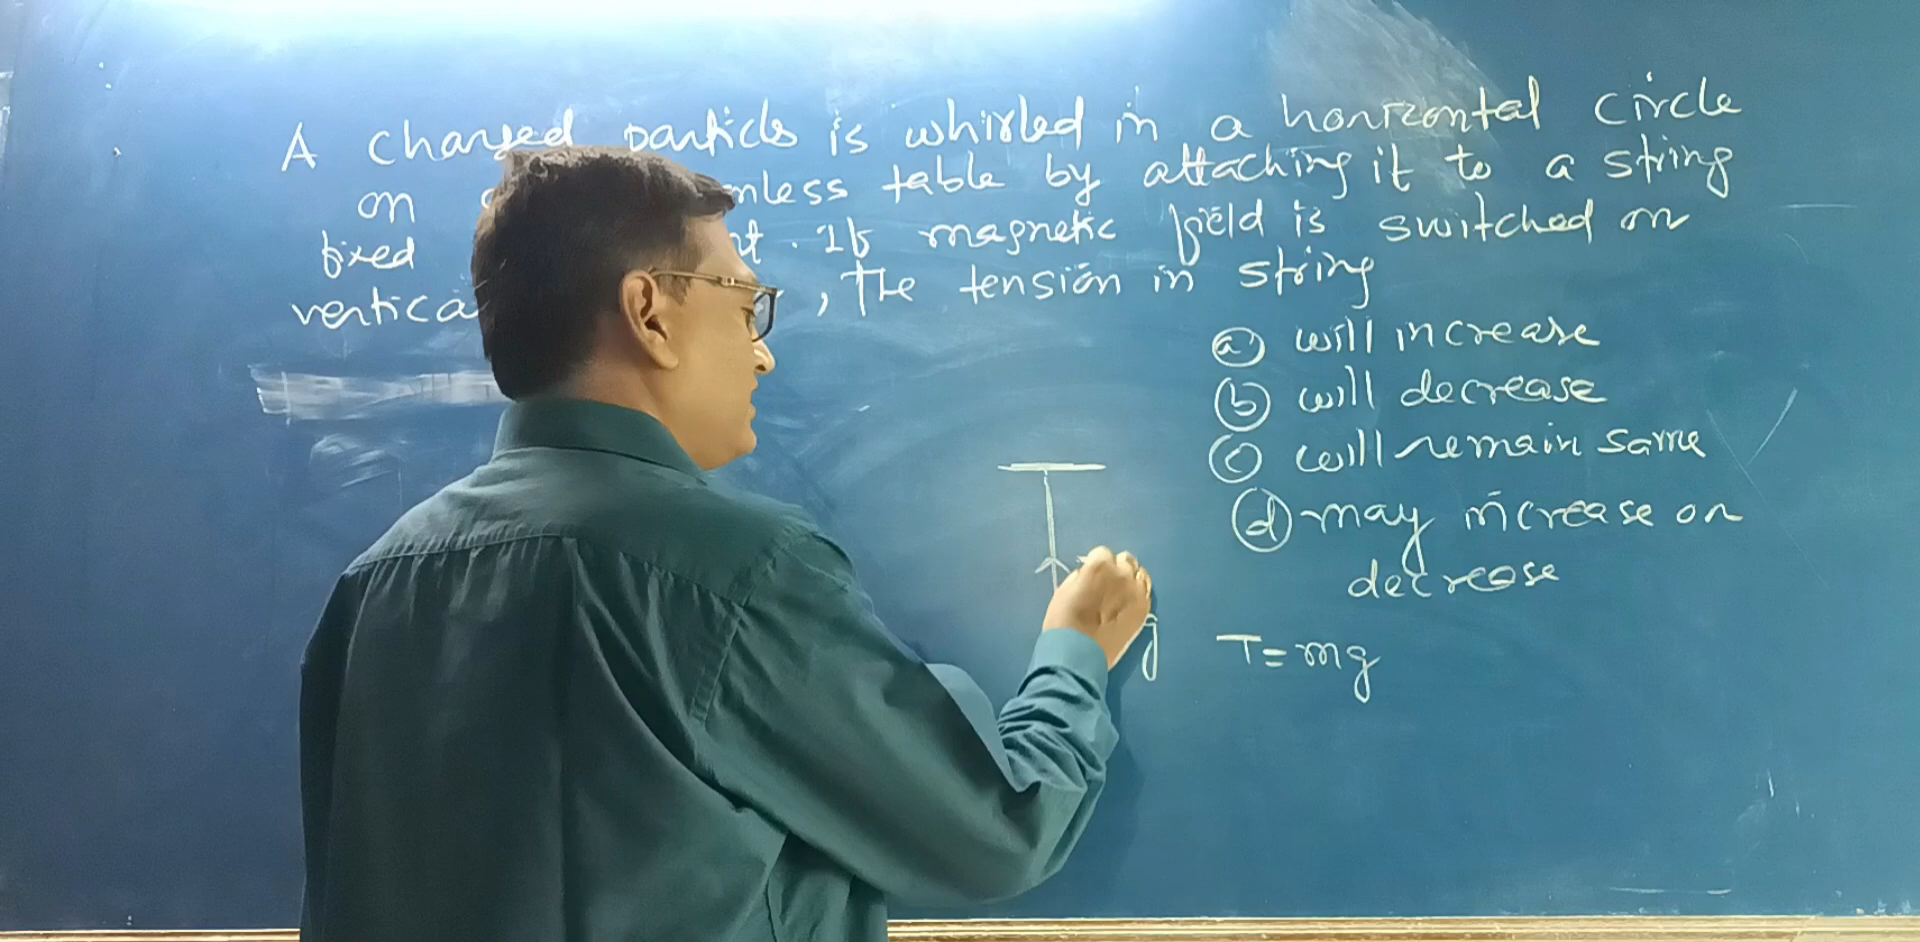 A charged particle is whirled in a horizontal circle
on mless table by attaching it to a string
fixed nt. If magnetic field is switched on
vertica , The tension in string
(a) will increase
(b) will decrease
(c) will remain same
(d) may increase or
decrease
g T=mg